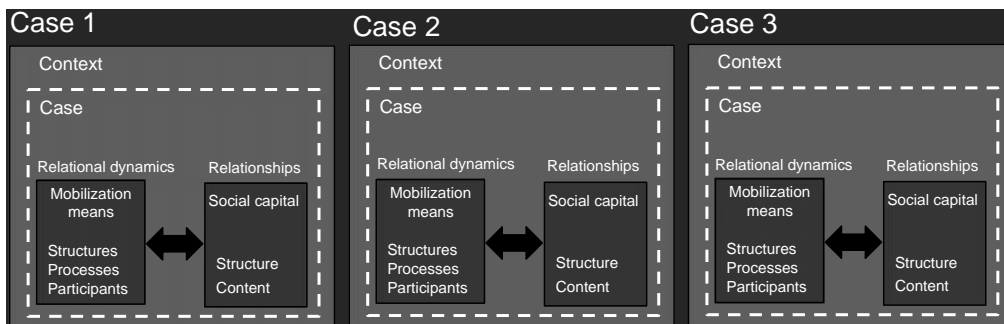 Case 1
Context
Case
Relational dynamics
Relationships
Mobilization
means
Structures
Processes
Participants
Social capital
Structure
Content
Case 2
Context
Case
Relational dynamics
Relationships
Mobilization
means
Structures
Processes
Participants
Social capital
Structure
Content
Case 3
Context
Case
Relational dynamics
Relationships
Mobilization
means
Structures
Processes
Participants
Social capital
Structure
Content